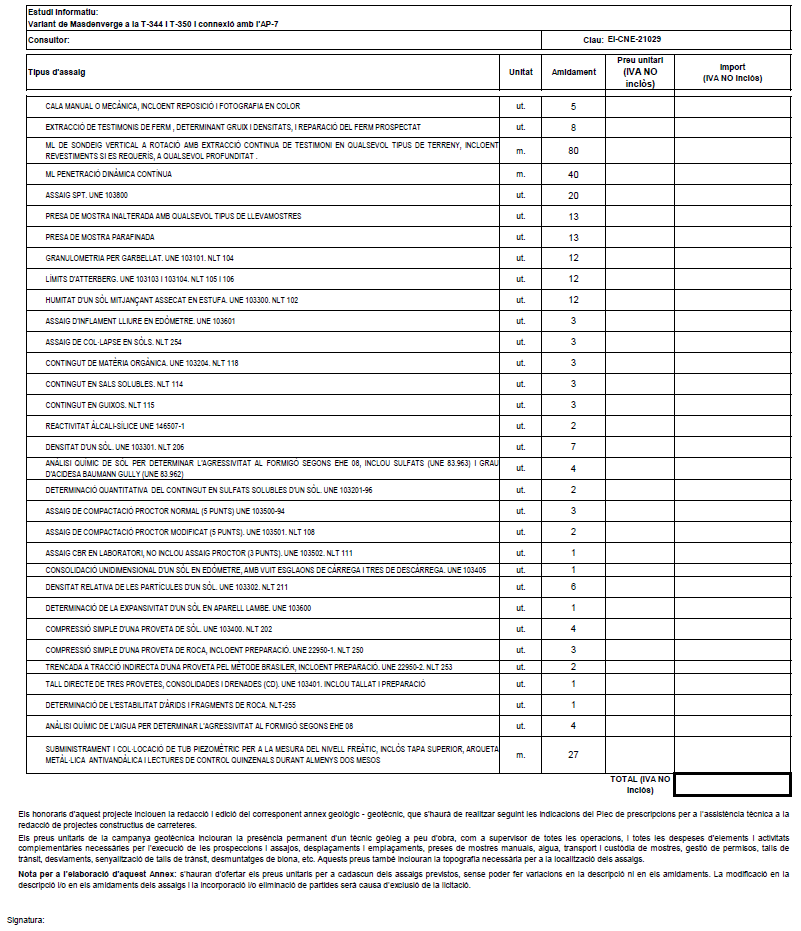 Estudi Informatiu:
Variant de Masdenverge a la T-344 i T-350 i connexió amb l'AP-7
Consultor: Clau: EI-CNE-21029
Tipus d'assaig Unitat Amidament Preu unitari (IVA NO inclòs) Import (IVA NO inclòs)
CALA MANUAL O MECÀNICA, INCLOENT REPOSICIÓ I FOTOGRAFIA EN COLOR ut. 5
EXTRACCIÓ DE TESTIMONIS DE FERM , DETERMINANT GRUIX I DENSITATS, I REPARACIÓ DEL FERM PROSPECTAT ut. 8
ML DE SONDEIG VERTICAL A ROTACIÓ AMB EXTRACCIÓ CONTINUA DE TESTIMONI EN QUALSEVOL TIPUS DE TERRENY, INCLOENT
REVESTIMENTS SI ES REQUERÍS, A QUALSEVOL PROFUNDITAT . m. 80
ML PENETRACIÓ DINÀMICA CONTÍNUA m. 40
ASSAIG SPT. UNE 103800 ut. 20
PRESA DE MOSTRA INALTERADA AMB QUALSEVOL TIPUS DE LLEVAMOSTRES ut. 13
PRESA DE MOSTRA PARAFINADA ut. 13
GRANULOMETRIA PER GARBELLAT. UNE 103101. NLT 104 ut. 12
LÍMITS D'ATTERBERG. UNE 103103 I 103104. NLT 105 I 106 ut. 12
HUMITAT D'UN SÒL MITJANÇANT ASSECAT EN ESTUFA. UNE 103300. NLT 102 ut. 12
ASSAIG D'INFLAMENT LLIURE EN EDÒMETRE. UNE 103601 ut. 3
ASSAIG DE COL·LAPSE EN SÒLS. NLT 254 ut. 3
CONTINGUT DE MATÈRIA ORGÀNICA. UNE 103204. NLT 118 ut. 3
CONTINGUT EN SALS SOLUBLES. NLT 114 ut. 3
CONTINGUT EN GUIXOS. NLT 115 ut. 3
REACTIVITAT ÀLCALI-SÍLICE UNE 146507-1 ut. 2
DENSITAT D'UN SÒL. UNE 103301. NLT 206 ut. 7
ANÀLISI QUÍMIC DE SÒL PER DETERMINAR L'AGRESSIVITAT AL FORMIGÓ SEGONS EHE 08, INCLOU SULFATS (UNE 83.963) I GRAU
D'ACIDESA BAUMANN GULLY (UNE 83.962) ut. 4
DETERMINACIÓ QUANTITATIVA DEL CONTINGUT EN SULFATS SOLUBLES D'UN SÒL. UNE 103201-96 ut. 2
ASSAIG DE COMPACTACIÓ PROCTOR NORMAL (5 PUNTS) UNE 103500-94 ut. 3
ASSAIG DE COMPACTACIÓ PROCTOR MODIFICAT (5 PUNTS). UNE 103501. NLT 108 ut. 2
ASSAIG CBR EN LABORATORI, NO INCLOU ASSAIG PROCTOR (3 PUNTS). UNE 103502. NLT 111 ut. 1
CONSOLIDACIÓ UNIDIMENSIONAL D'UN SÒL EN EDÒMETRE, AMB VUIT ESGLAONS DE CÀRREGA I TRES DE DESCÀRREGA. UNE 103405 ut. 1
DENSITAT RELATIVA DE LES PARTÍCULES D'UN SÒL. UNE 103302. NLT 211 ut. 6
DETERMINACIÓ DE LA EXPANSIVITAT D'UN SÒL EN APARELL LAMBE. UNE 103600 ut. 1
COMPRESSIÓ SIMPLE D'UNA PROVETA DE SÒL. UNE 103400. NLT 202 ut. 4
COMPRESSIÓ SIMPLE D'UNA PROVETA DE ROCA, INCLOENT PREPARACIÓ. UNE 22950-1. NLT 250 ut. 3
TRENCADA A TRACCIÓ INDIRECTA D'UNA PROVETA PEL MÈTODE BRASILER, INCLOENT PREPARACIÓ. UNE 22950-2. NLT 253 ut. 2
TALL DIRECTE DE TRES PROVETES, CONSOLIDADES I DRENADES (CD). UNE 103401. INCLOU TALLAT I PREPARACIÓ ut. 1
DETERMINACIÓ DE L'ESTABILITAT D'ÀRIDS I FRAGMENTS DE ROCA. NLT-255 ut. 1
ANÀLISI QUÍMIC DE L'AIGUA PER DETERMINAR L'AGRESSIVITAT AL FORMIGÓ SEGONS EHE 08 ut. 4
SUBMINISTRAMENT I COL·LOCACIÓ DE TUB PIEZOMÈTRIC PER A LA MESURA DEL NIVELL FREÀTIC, INCLÒS TAPA SUPERIOR, ARQUETA
METÀL·LICA ANTIVANDÀLICA I LECTURES DE CONTROL QUINZENALS DURANT ALMENYS DOS MESOS m. 27
TOTAL (IVA NO
inclòs)
Els honoraris d'aquest projecte inclouen la redacció i edició del corresponent annex geològic - geotècnic, que s'haurà de realitzar seguint les indicacions del Plec de prescripcions per a l'assistència tècnica a la
redacció de projectes constructius de carreteres.
Els preus unitaris de la campanya geotècnica inclouran la presència permanent d'un tècnic geòleg a peu d'obra, com a supervisor de totes les operacions, i totes les despeses d'elements i activitats
complementàries necessàries per l'execució de les prospeccions i assajos, desplaçaments i emplaçaments, preses de mostres manuals, aigua, transport i custòdia de mostres, gestió de permisos, talls de
trànsit, desviaments, senyalització de talls de trànsit, desmuntatges de biona, etc. Aquests preus també inclouran la topografia necessària per a la localització dels assaigs.
Nota per a l'elaboració d'aquest Annex: s'hauran d'ofertar els preus unitaris per a cadascun dels assaigs previstos, sense poder fer variacions en la descripció ni en els amidaments. La modificació en la
descripció i/o en els amidaments dels assaigs i la incorporació i/o eliminació de partides serà causa d'exclusió de la licitació.
Signatura: